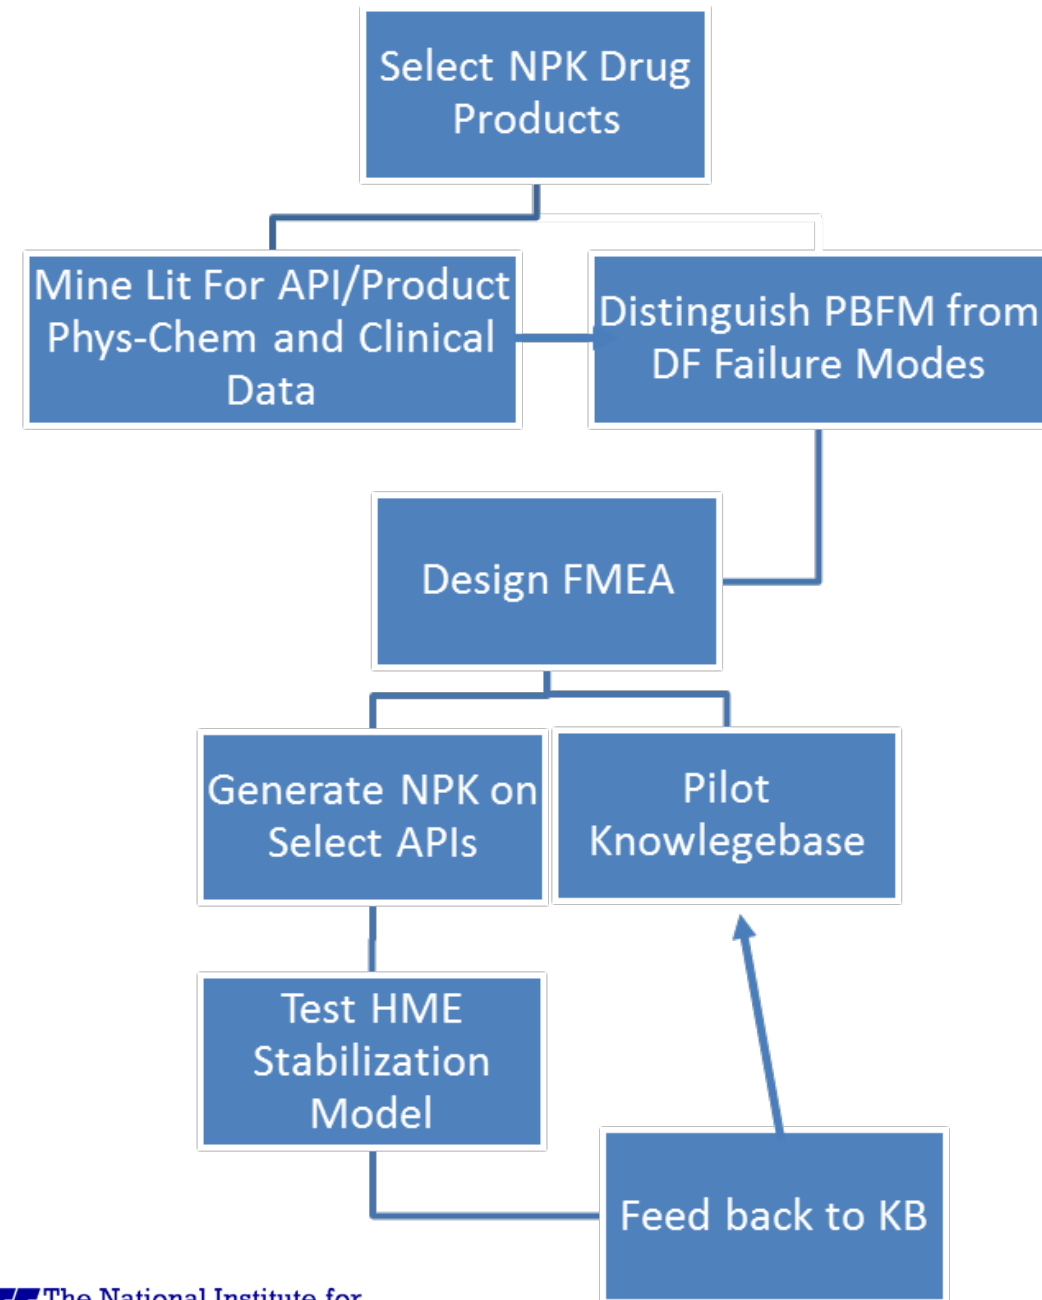 Select NPK Drug
Products
Mine Lit For API/Product
Phys-Chem and Clinical
Data
Distinguish PBFM from
DF Failure Modes
Design FMEA
Generate NPK on
Select APIs
Pilot
Knowlegebase
Test HME
Stabilization
Model
Feed back to KB
The National Institute for